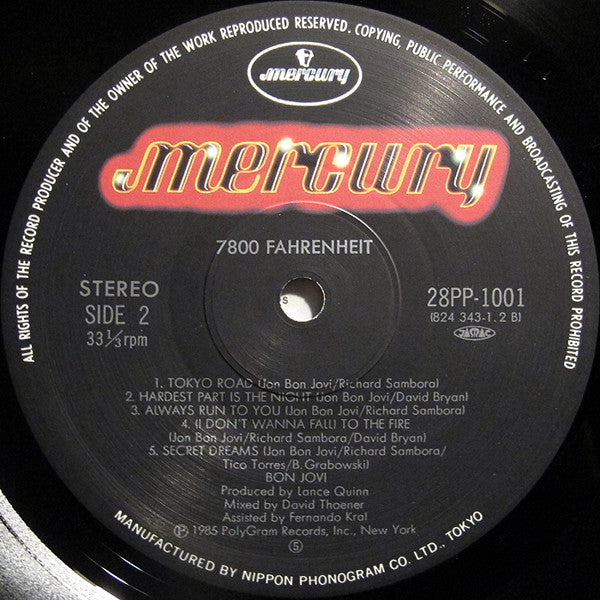 ALL RIGHTS OF THE RECORD PRODUCER AND OF THE OWNER OF THE WORK REPRODUCED RESERVED. COPYING, PUBLIC PERFORMANCE AND BROADCASTING OF THIS RECORD PROHIBITED
mercury
mercury
7800 FAHRENHEIT
STEREO
SIDE 2
33 1/3 rpm
28PP-1001
(824 343-1. 2 B)
JASRAC
S
1. TOKYO ROAD (Jon Bon Jovi/Richard Sambora)
2. HARDEST PART IS THE NIGHT (Jon Bon Jovi/David Bryan)
3. ALWAYS RUN TO YOU (Jon Bon Jovi/Richard Sambora)
4. (I DON'T WANNA FALL) TO THE FIRE
(Jon Bon Jovi/Richard Sambora/David Bryan)
5. SECRET DREAMS (Jon Bon Jovi/Richard Sambora/
Tico Torres/B. Grabowski)
BON JOVI
Produced by Lance Quinn
Mixed by David Thoener
Assisted by Fernando Kral
Ⓟ 1985 PolyGram Records, Inc., New York
⑤
MANUFACTURED BY NIPPON PHONOGRAM CO. LTD., TOKYO